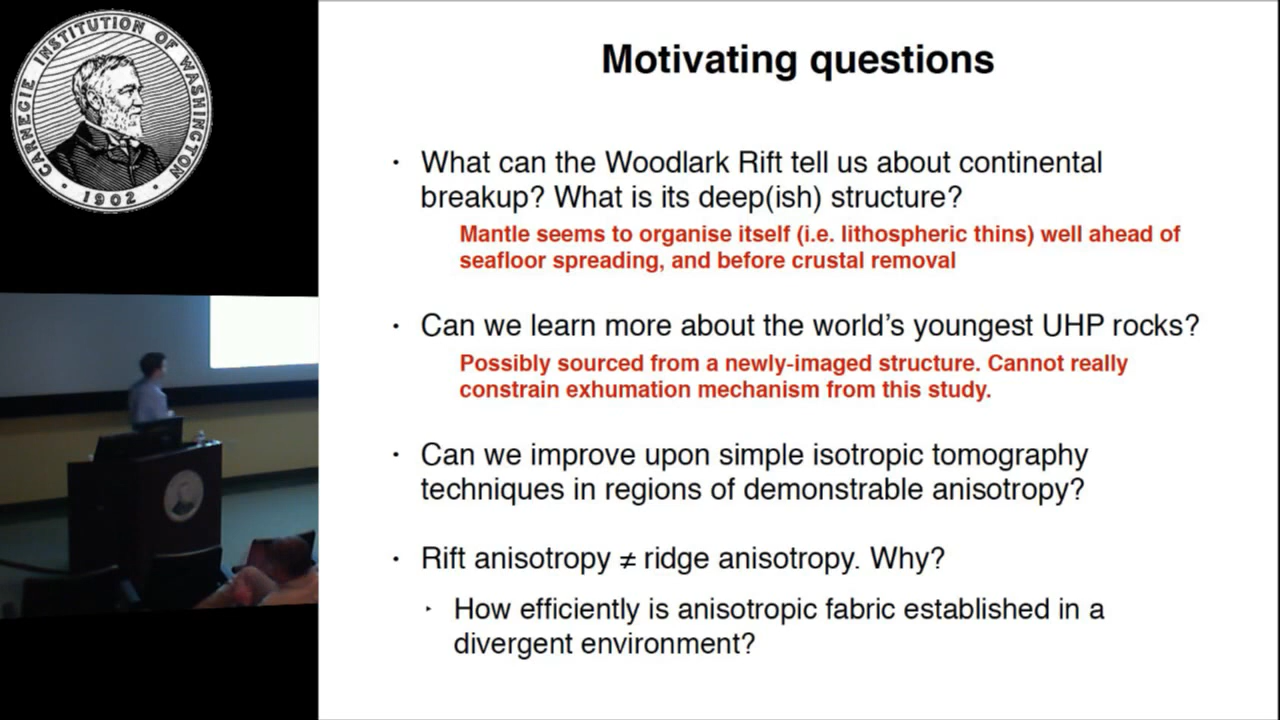 CARNEGIE INSTITUTION OF WASHINGTON
1902
Motivating questions
• What can the Woodlark Rift tell us about continental
breakup? What is its deep(ish) structure?
Mantle seems to organise itself (i.e. lithospheric thins) well ahead of
seafloor spreading, and before crustal removal
• Can we learn more about the world’s youngest UHP rocks?
Possibly sourced from a newly-imaged structure. Cannot really
constrain exhumation mechanism from this study.
• Can we improve upon simple isotropic tomography
techniques in regions of demonstrable anisotropy?
• Rift anisotropy ≠ ridge anisotropy. Why?
‣ How efficiently is anisotropic fabric established in a
divergent environment?